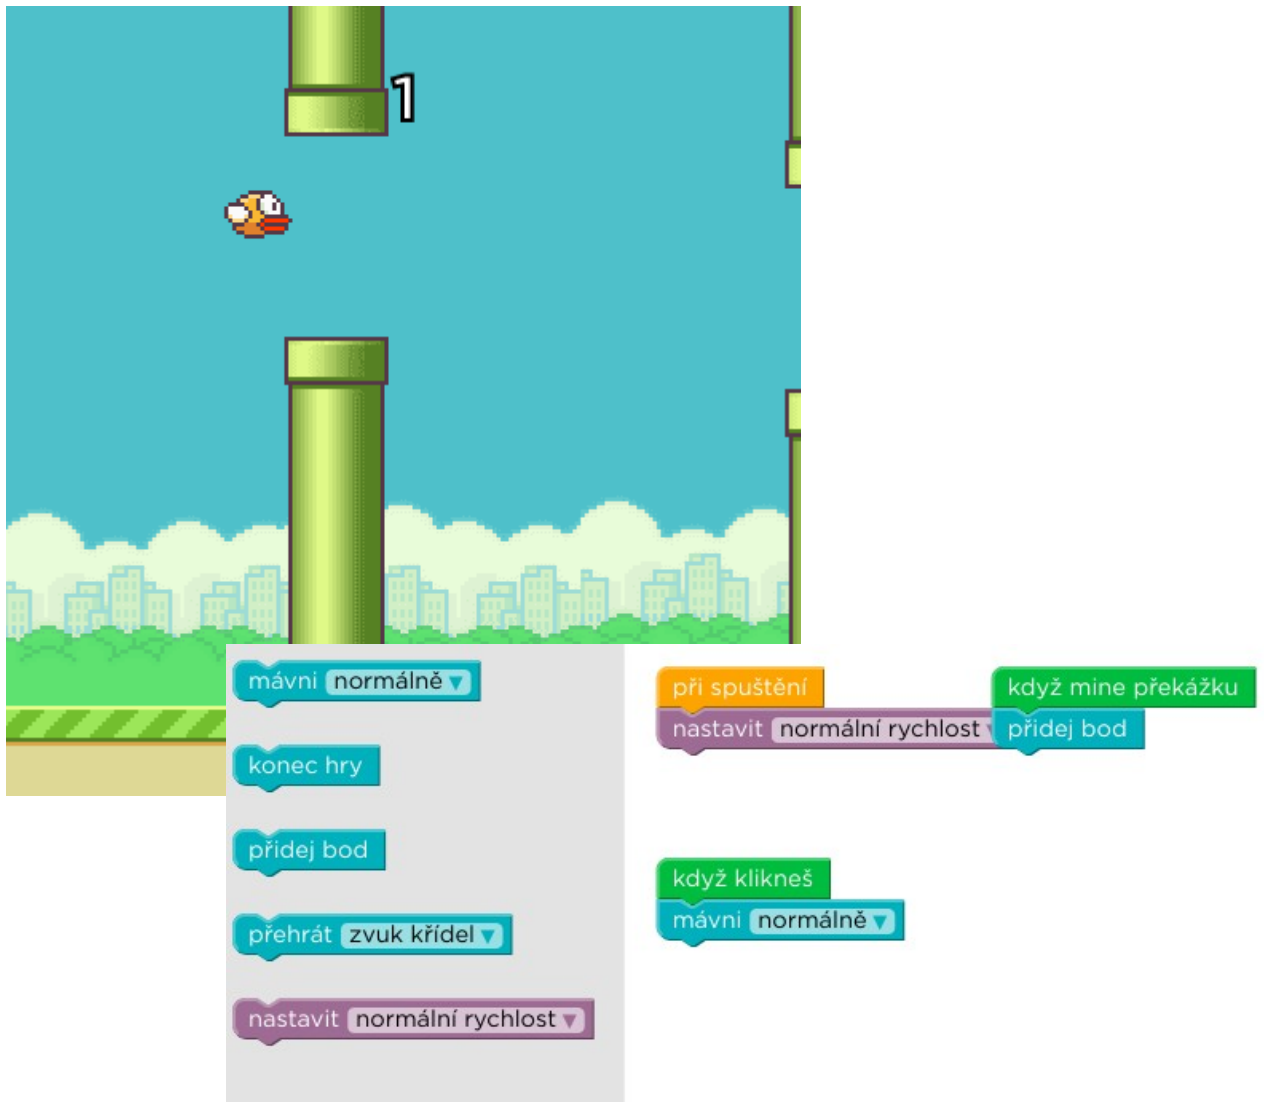 1
mávni normálně
konec hry
přidej bod
přehrát zvuk křídel
nastavit normální rychlost
při spuštění
nastavit normální rychlost
když mine překážku
přidej bod
když klikneš
mávni normálně